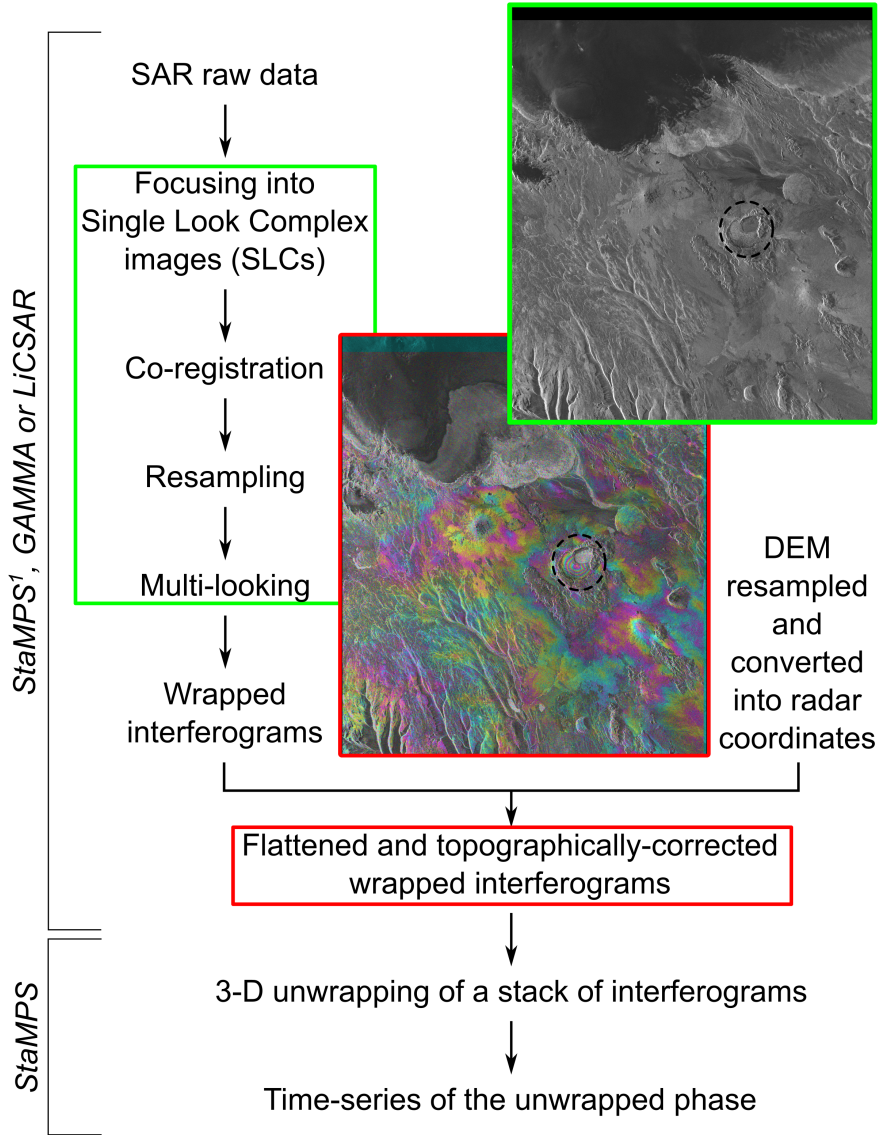 SAR raw data
Focusing into
Single Look Complex
images (SLCs)
Co-registration
Resampling
Multi-looking
Wrapped
interferograms
DEM
resampled
and
converted
into radar
coordinates
Flattened and topographically-corrected
wrapped interferograms
3-D unwrapping of a stack of interferograms
Time-series of the unwrapped phase
StaMPS¹, GAMMA or LiCSAR
StaMPS